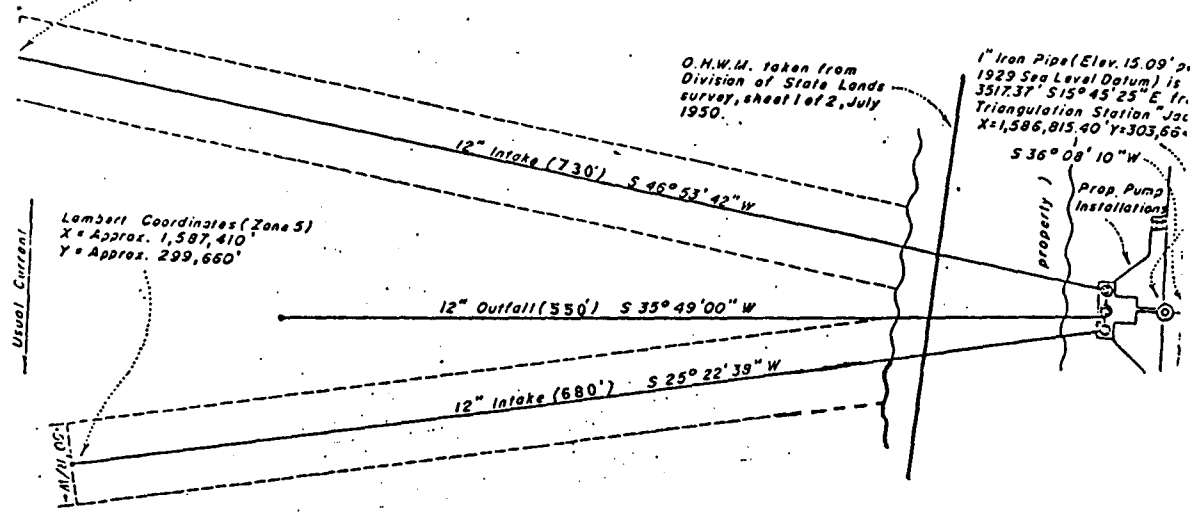 O.H.W.M. taken from
Division of State Lands
survey, sheet 1 of 2, July
1950.
1" Iron Pipe (Elev. 15.09'
1929 Sea Level Datum) is
3517.37' S 15° 45' 25" E
Triangulation Station
X=1,586,815.40' Y=303,66
S 36° 08' 10" W
Prop. Pump
Installations
property )
12" Intake (730') S 46° 53' 42" W
Lambert Coordinates (Zone 5)
X = Approx. 1,587,410'
Y = Approx. 299,660'
Usual Current
12" Outfall (550') S 35° 49' 00" W
12" Intake (680') S 25° 22' 39" W